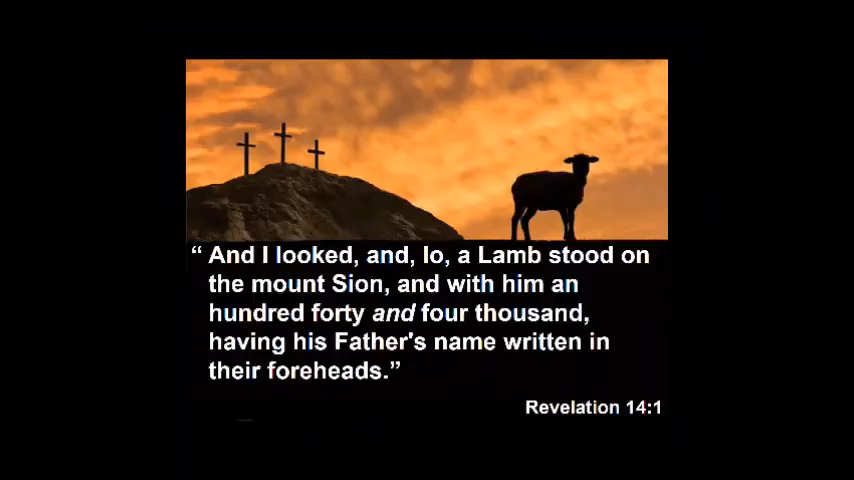 “ And I looked, and, lo, a Lamb stood on
the mount Sion, and with him an
hundred forty and four thousand,
having his Father's name written in
their foreheads.”
Revelation 14:1